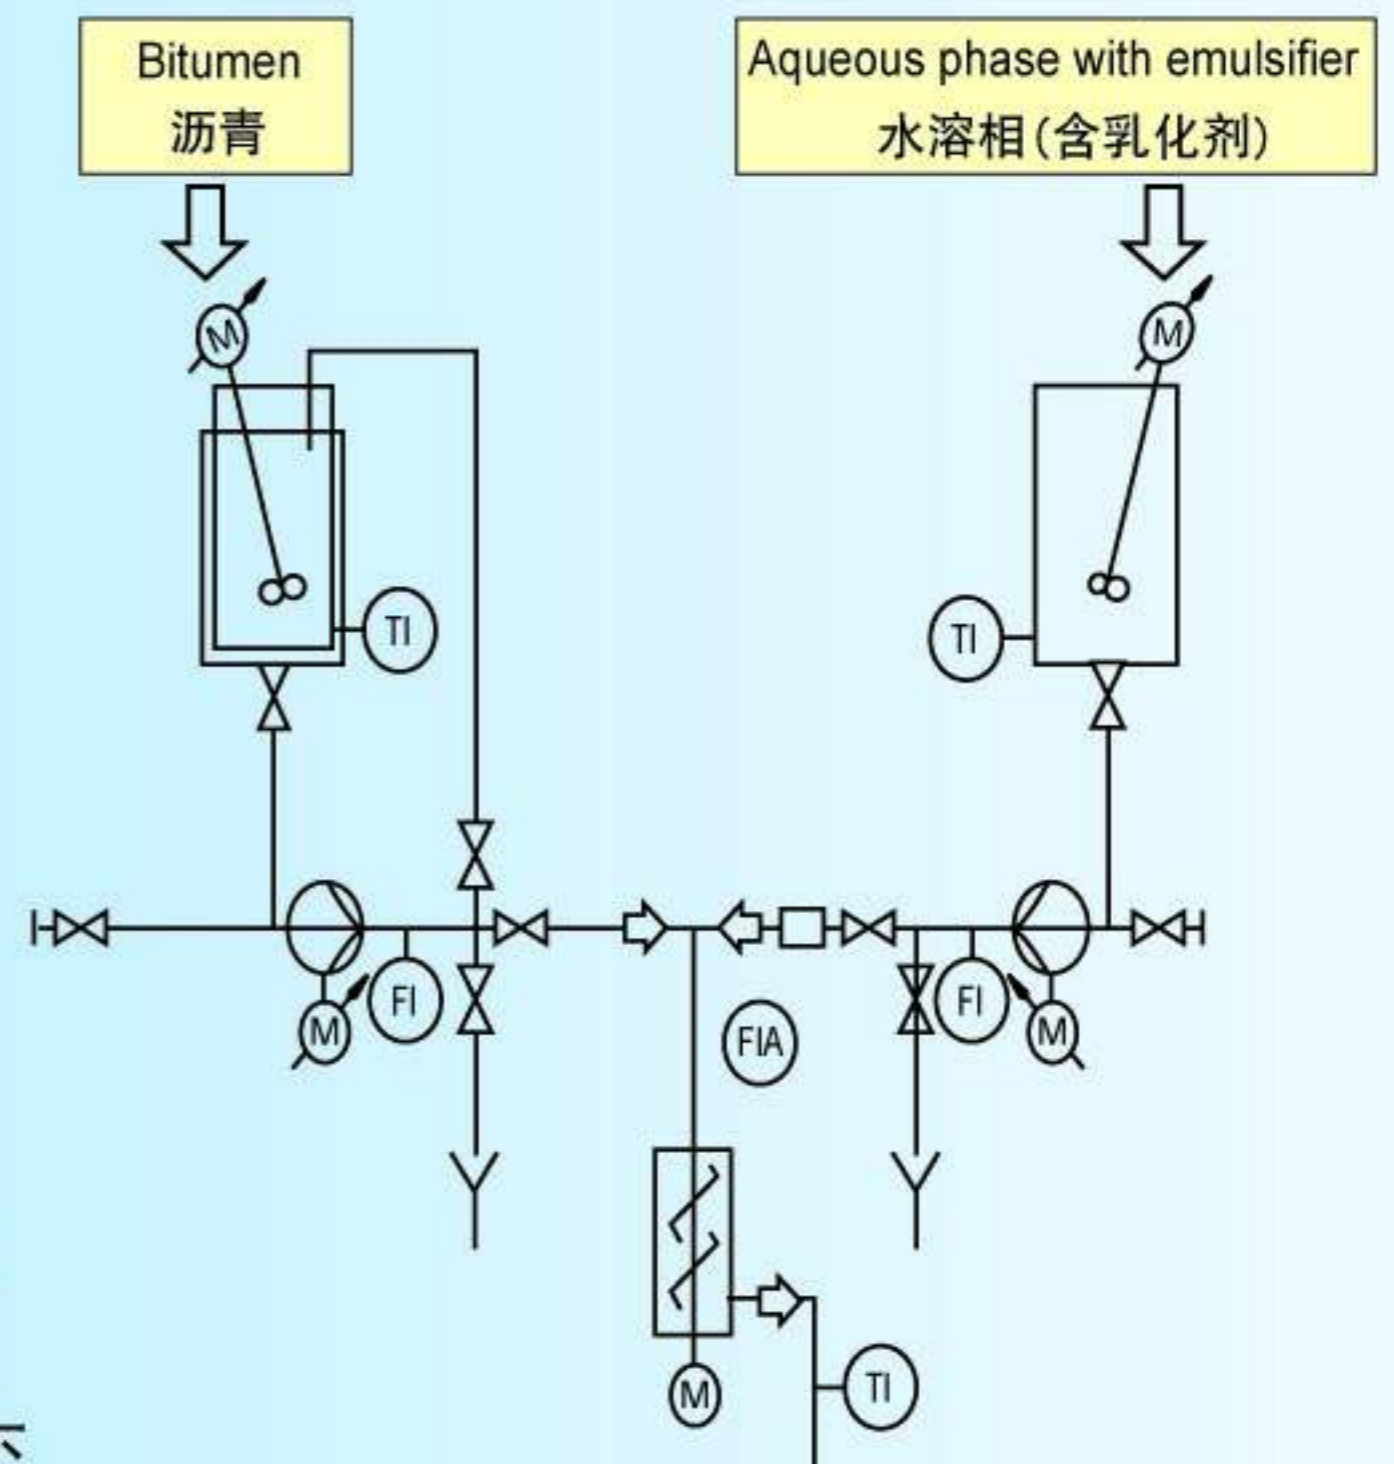 Bitumen
沥青
Aqueous phase with emulsifier
水溶相(含乳化剂)
M
M
TI
TI
FI
FI
M
M
FIA
M
TI